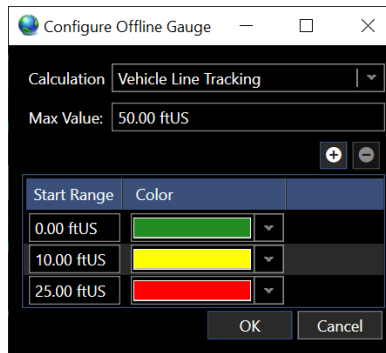 Configure Offline Gauge
Calculation Vehicle Line Tracking
Max Value: 50.00 ftUS
Start Range Color
0.00 ftUS
10.00 ftUS
25.00 ftUS
OK Cancel